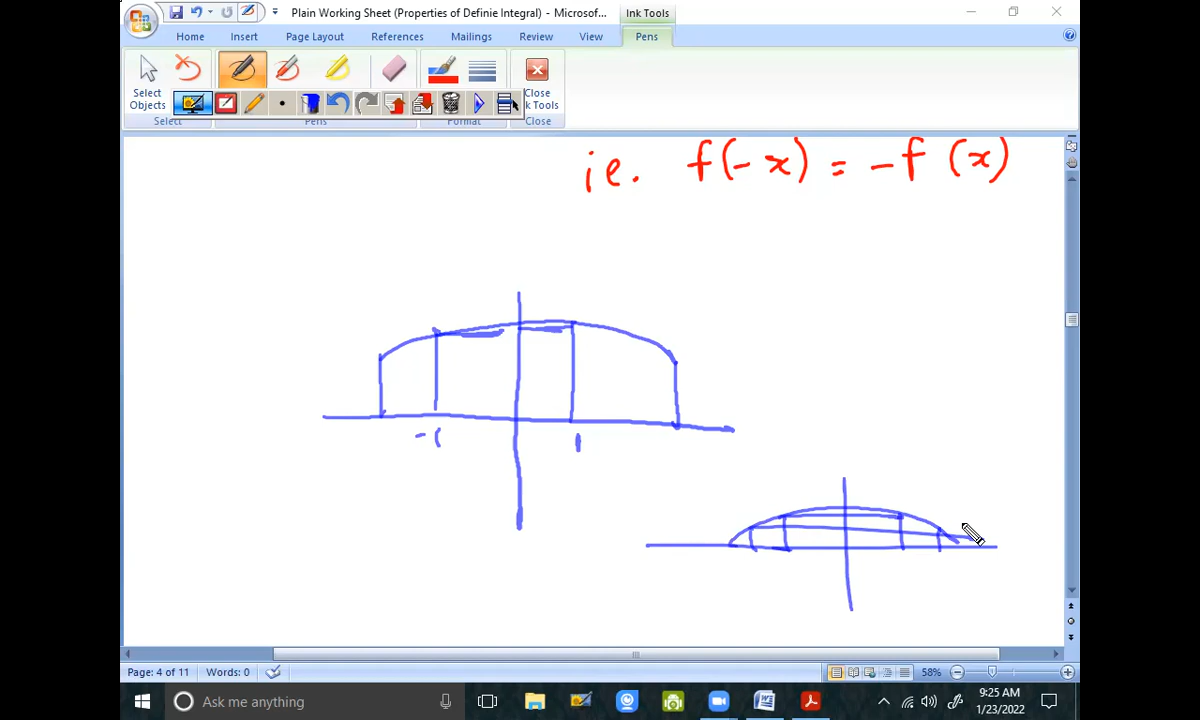 Plain Working Sheet (Properties of Definie Integral) - Microsof...
Ink Tools
Home Insert Page Layout References Mailings Review View Pens
Select Objects
Close
k Tools
Select Pens Format Close
ie. f(-x) = -f (x)
-1 1
Page: 4 of 11 Words: 0 58%
Ask me anything
9:25 AM
1/23/2022